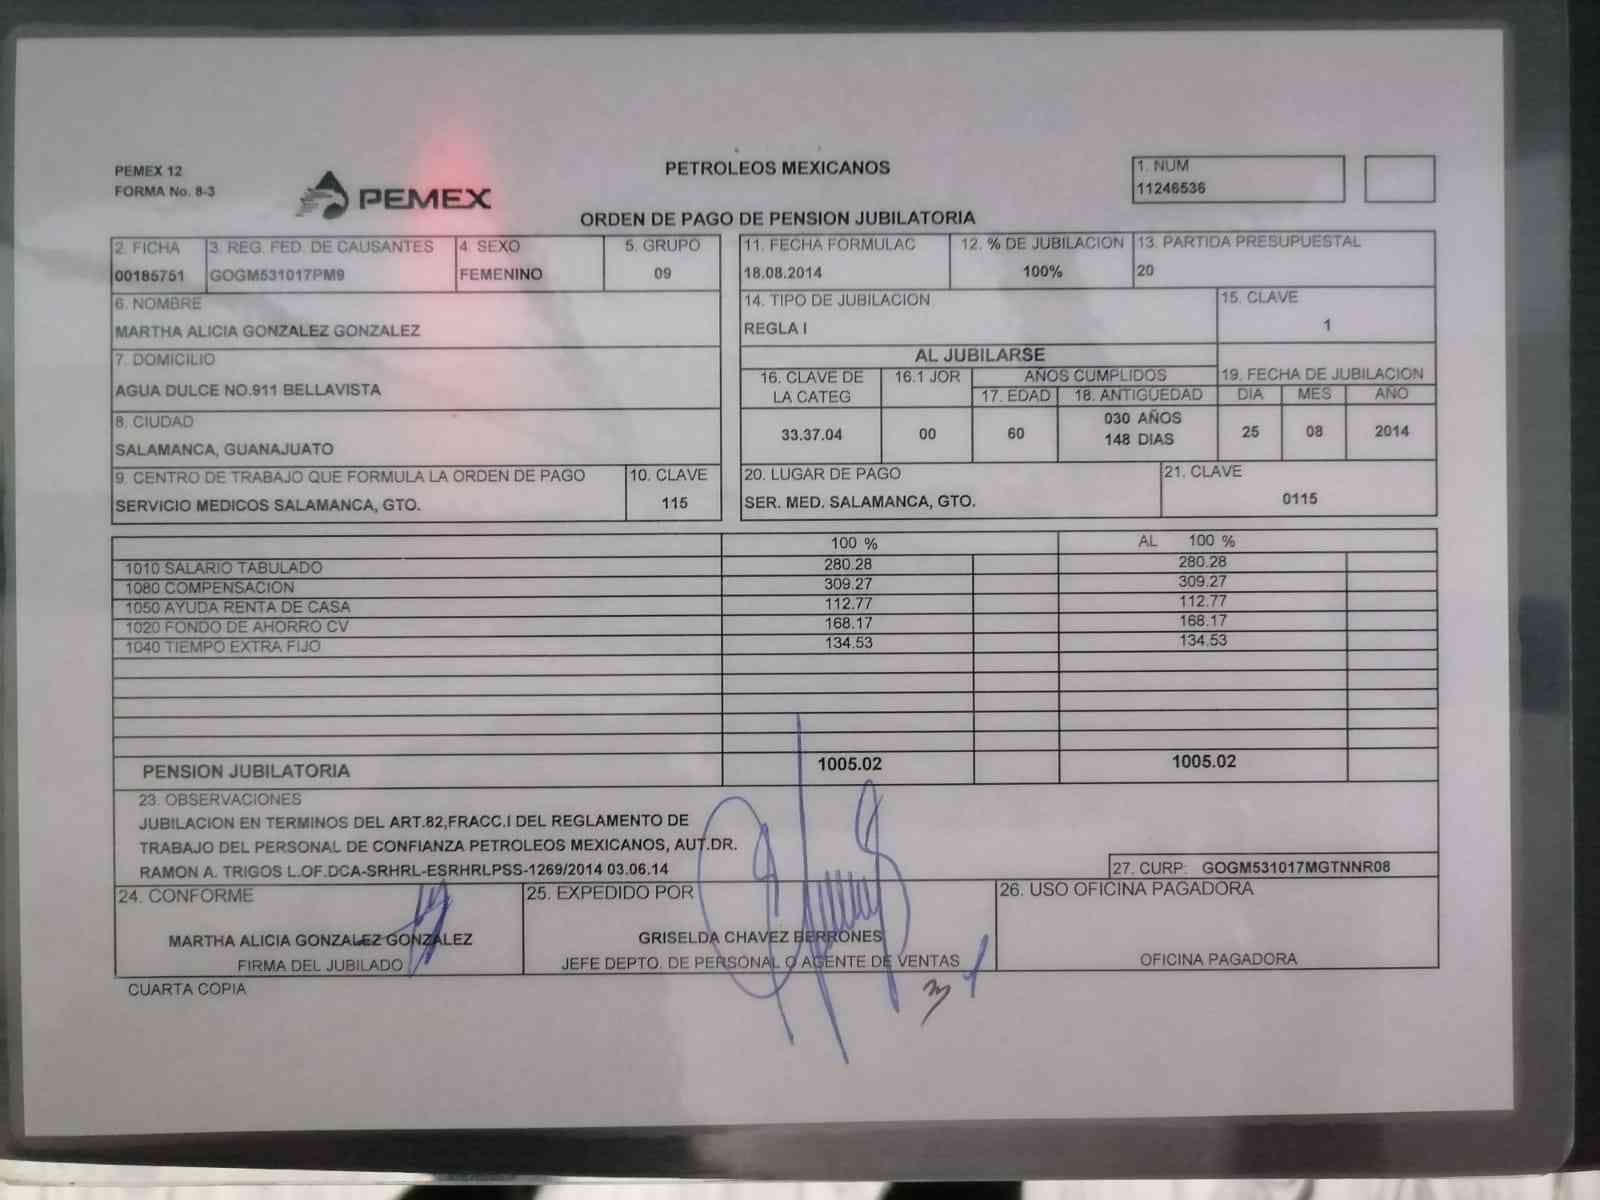 PEMEX 12
FORMA No. 8-3
PEMEX
PETROLEOS MEXICANOS
ORDEN DE PAGO DE PENSION JUBILATORIA
1. NUM
11246536
2. FICHA
00185751
3. REG. FED. DE CAUSANTES
GOGM531017PM9
4. SEXO
FEMENINO
5. GRUPO
09
6. NOMBRE
MARTHA ALICIA GONZALEZ GONZALEZ
7. DOMICILIO
AGUA DULCE NO.911 BELLAVISTA
8. CIUDAD
SALAMANCA, GUANAJUATO
9. CENTRO DE TRABAJO QUE FORMULA LA ORDEN DE PAGO
SERVICIO MEDICOS SALAMANCA, GTO.
10. CLAVE
115
11. FECHA FORMULAC
18.08.2014
12. % DE JUBILACION
100%
13. PARTIDA PRESUPUESTAL
20
14. TIPO DE JUBILACION
REGLA I
15. CLAVE
1
AL JUBILARSE
16. CLAVE DE
LA CATEG
33.37.04
16.1 JOR
00
AÑOS CUMPLIDOS
17. EDAD
60
18. ANTIGÜEDAD
030 AÑOS
148 DIAS
19. FECHA DE JUBILACION
DIA MES AÑO
25 08 2014
20. LUGAR DE PAGO
SER. MED. SALAMANCA, GTO.
21. CLAVE
0115
100 % AL 100 %
1010 SALARIO TABULADO 280.28 280.28
1080 COMPENSACION 309.27 309.27
1050 AYUDA RENTA DE CASA 112.77 112.77
1020 FONDO DE AHORRO CV 168.17 168.17
1040 TIEMPO EXTRA FIJO 134.53 134.53
PENSION JUBILATORIA 1005.02 1005.02
23. OBSERVACIONES
JUBILACION EN TERMINOS DEL ART.82,FRACC.I DEL REGLAMENTO DE
TRABAJO DEL PERSONAL DE CONFIANZA PETROLEOS MEXICANOS, AUT.DR.
RAMON A. TRIGOS L.OF.DCA-SRHRL-ESRHRLPSS-1269/2014 03.06.14
27. CURP: GOGM531017MGTNNR08
24. CONFORME
MARTHA ALICIA GONZALEZ GONZALEZ
FIRMA DEL JUBILADO
25. EXPEDIDO POR
GRISELDA CHAVEZ BERRONES
JEFE DEPTO. DE PERSONAL O AGENTE DE VENTAS
26. USO OFICINA PAGADORA
OFICINA PAGADORA
CUARTA COPIA